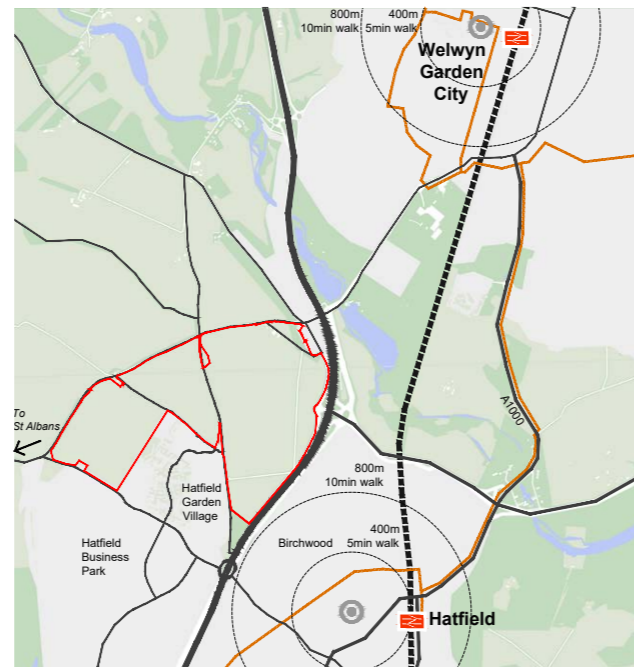 800m
10min walk
400m
5min walk
Welwyn
Garden
City
A1000
To
St Albans
800m
10min walk
Hatfield
Garden
Village
400m
5min walk
Birchwood
Hatfield
Business
Park
Hatfield